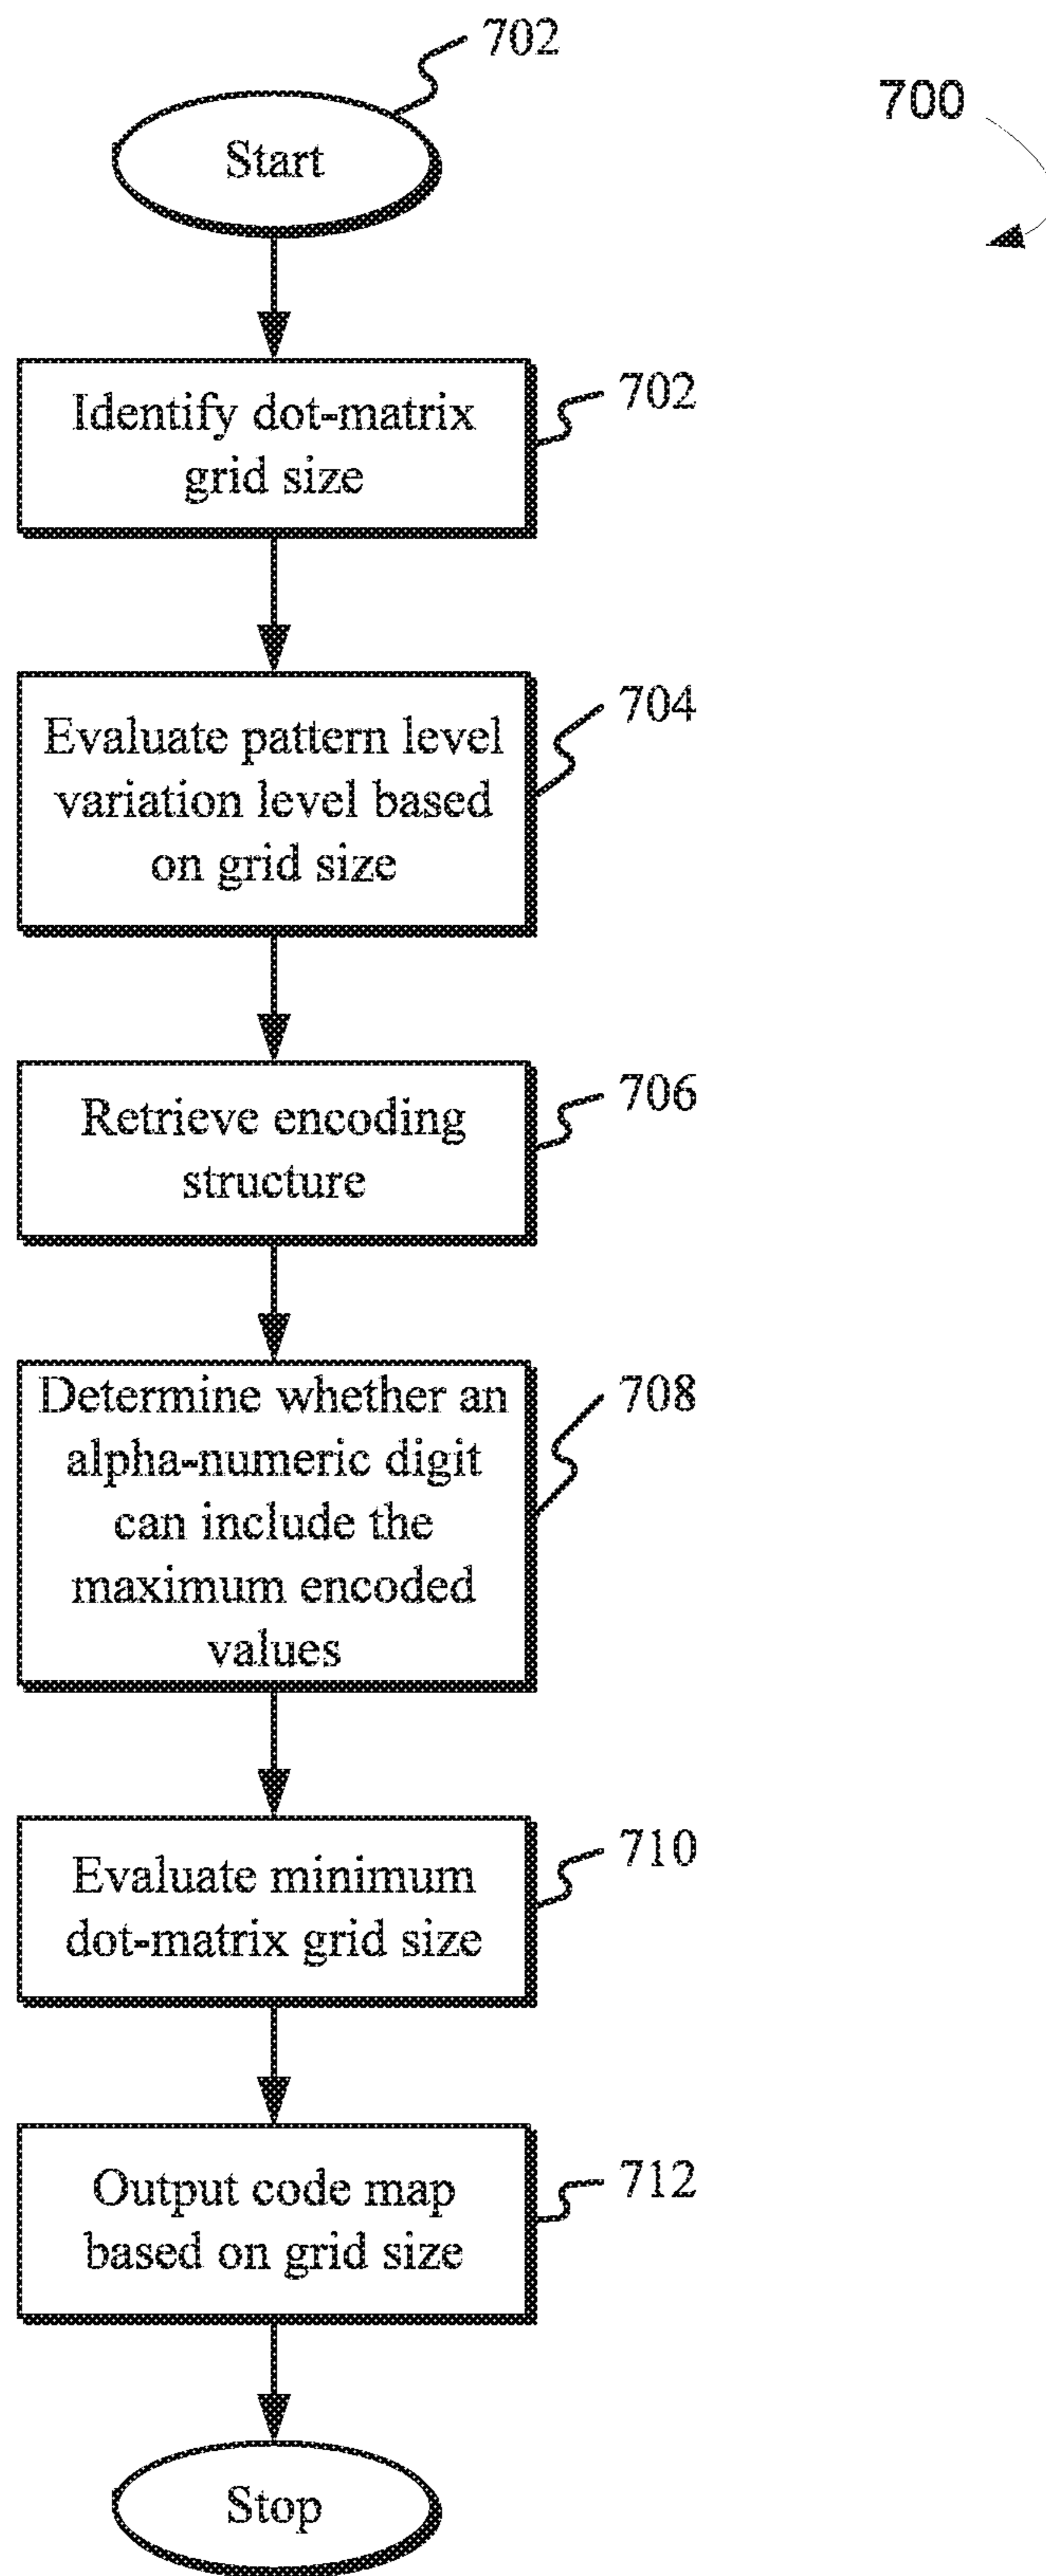 702
700
Start
702
Identify dot-matrix
grid size
704
Evaluate pattern level
variation level based
on grid size
706
Retrieve encoding
structure
708
Determine whether an
alpha-numeric digit
can include the
maximum encoded
values
710
Evaluate minimum
dot-matrix grid size
712
Output code map
based on grid size
Stop